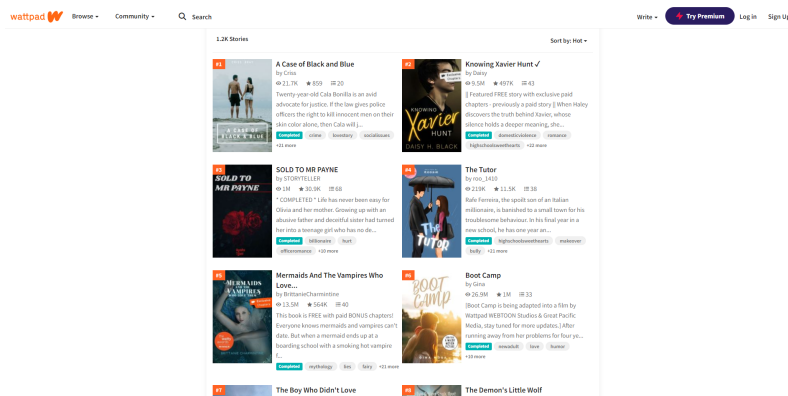 wattpad
Browse
Community
Search
Write
Try Premium
Log in
Sign Up
1.2K Stories
Sort by: Hot
#1
A Case of Black and Blue
by Criss
21.7K 859 20
Twenty-year-old Cala Bonilla is an avid
advocate for justice. If the law gives police
officers the right to kill innocent men on their
skin color alone, then Cala will j...
Completed crime lovestory socialissues
+21 more
A CASE OF
BLACK & BLUE
#2
Knowing Xavier Hunt ✓
by Daisy
9.5M 497K 43
|| Featured FREE story with exclusive paid
chapters - previously a paid story || When Haley
discovers the truth behind Xavier, whose
silence holds a deeper meaning, she...
Completed domesticviolence romance
highschoolsweethearts +22 more
KNOWING
Xavier
HUNT
DAISY H. BLACK
#3
SOLD TO MR PAYNE
by STORYTELLER
1M 30.9K 68
" COMPLETED " Life has never been easy for
Olivia and her mother. Growing up with an
abusive father and deceitful sister had turned
her into a teenage girl who has no de...
Completed billionaire hurt
officeromance +10 more
SOLD TO
MR PAYNE
#4
The Tutor
by roo_1410
219K 11.5K 38
Rafe Ferreira, the spoilt son of an Italian
millionaire, is banished to a small town for his
troublesome behaviour. In his final year in a
new school, he has one year an...
Completed highschoolsweethearts makeover
bully +21 more
THE
TUTOR
#5
Mermaids And The Vampires Who
Love...
by BrittanieCharmintine
13.5M 564K 40
This book is FREE with paid BONUS chapters!
Everyone knows mermaids and vampires can't
date. But when a mermaid ends up at a
boarding school with a smoking hot vampire
f...
Completed mythology lies fairy +21 more
MERMAIDS
AND THE
VAMPIRES
#6
Boot Camp
by Gina
26.9M 1M 33
[Boot Camp is being adapted into a film by
Wattpad WEBTOON Studios & Great Pacific
Media, stay tuned for more updates.] After
running away from her problems for four ye...
Completed newadult love humor
+10 more
BOOT
CAMP
#7
The Boy Who Didn't Love
#8
The Demon's Little Wolf